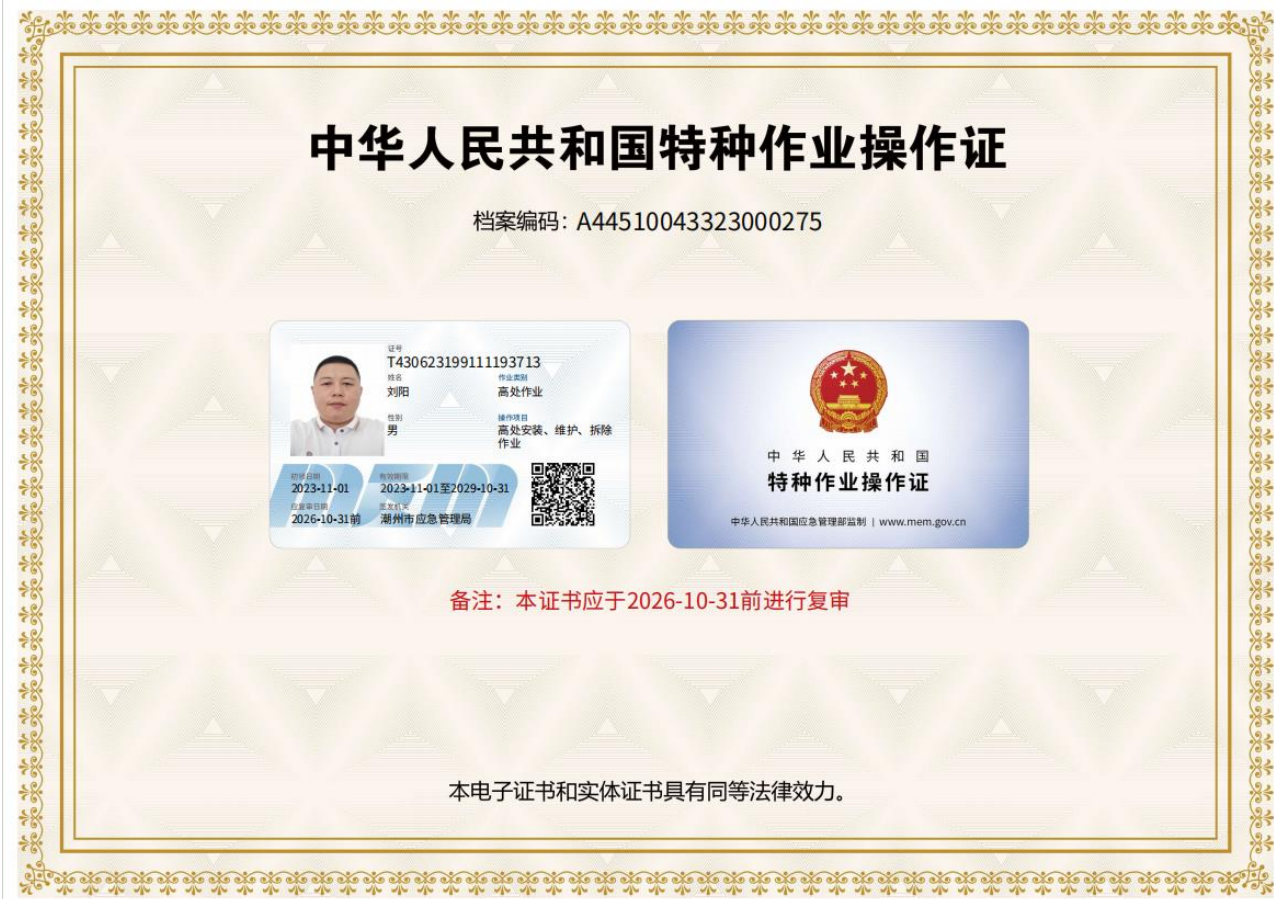 中华人民共和国特种作业操作证
档案编码：A44510043323000275
证号
T430623199111193713
姓名 作业类别
刘阳 高处作业
性别 操作项目
男 高处安装、维护、拆除
作业
初领日期 有效期限
2023-11-01 2023-11-01至2029-10-31
应复审日期 签发机关
2026-10-31前 潮州市应急管理局
中华人民共和国
特种作业操作证
中华人民共和国应急管理部监制 | www.mem.gov.cn
备注：本证书应于2026-10-31前进行复审
本电子证书和实体证书具有同等法律效力。